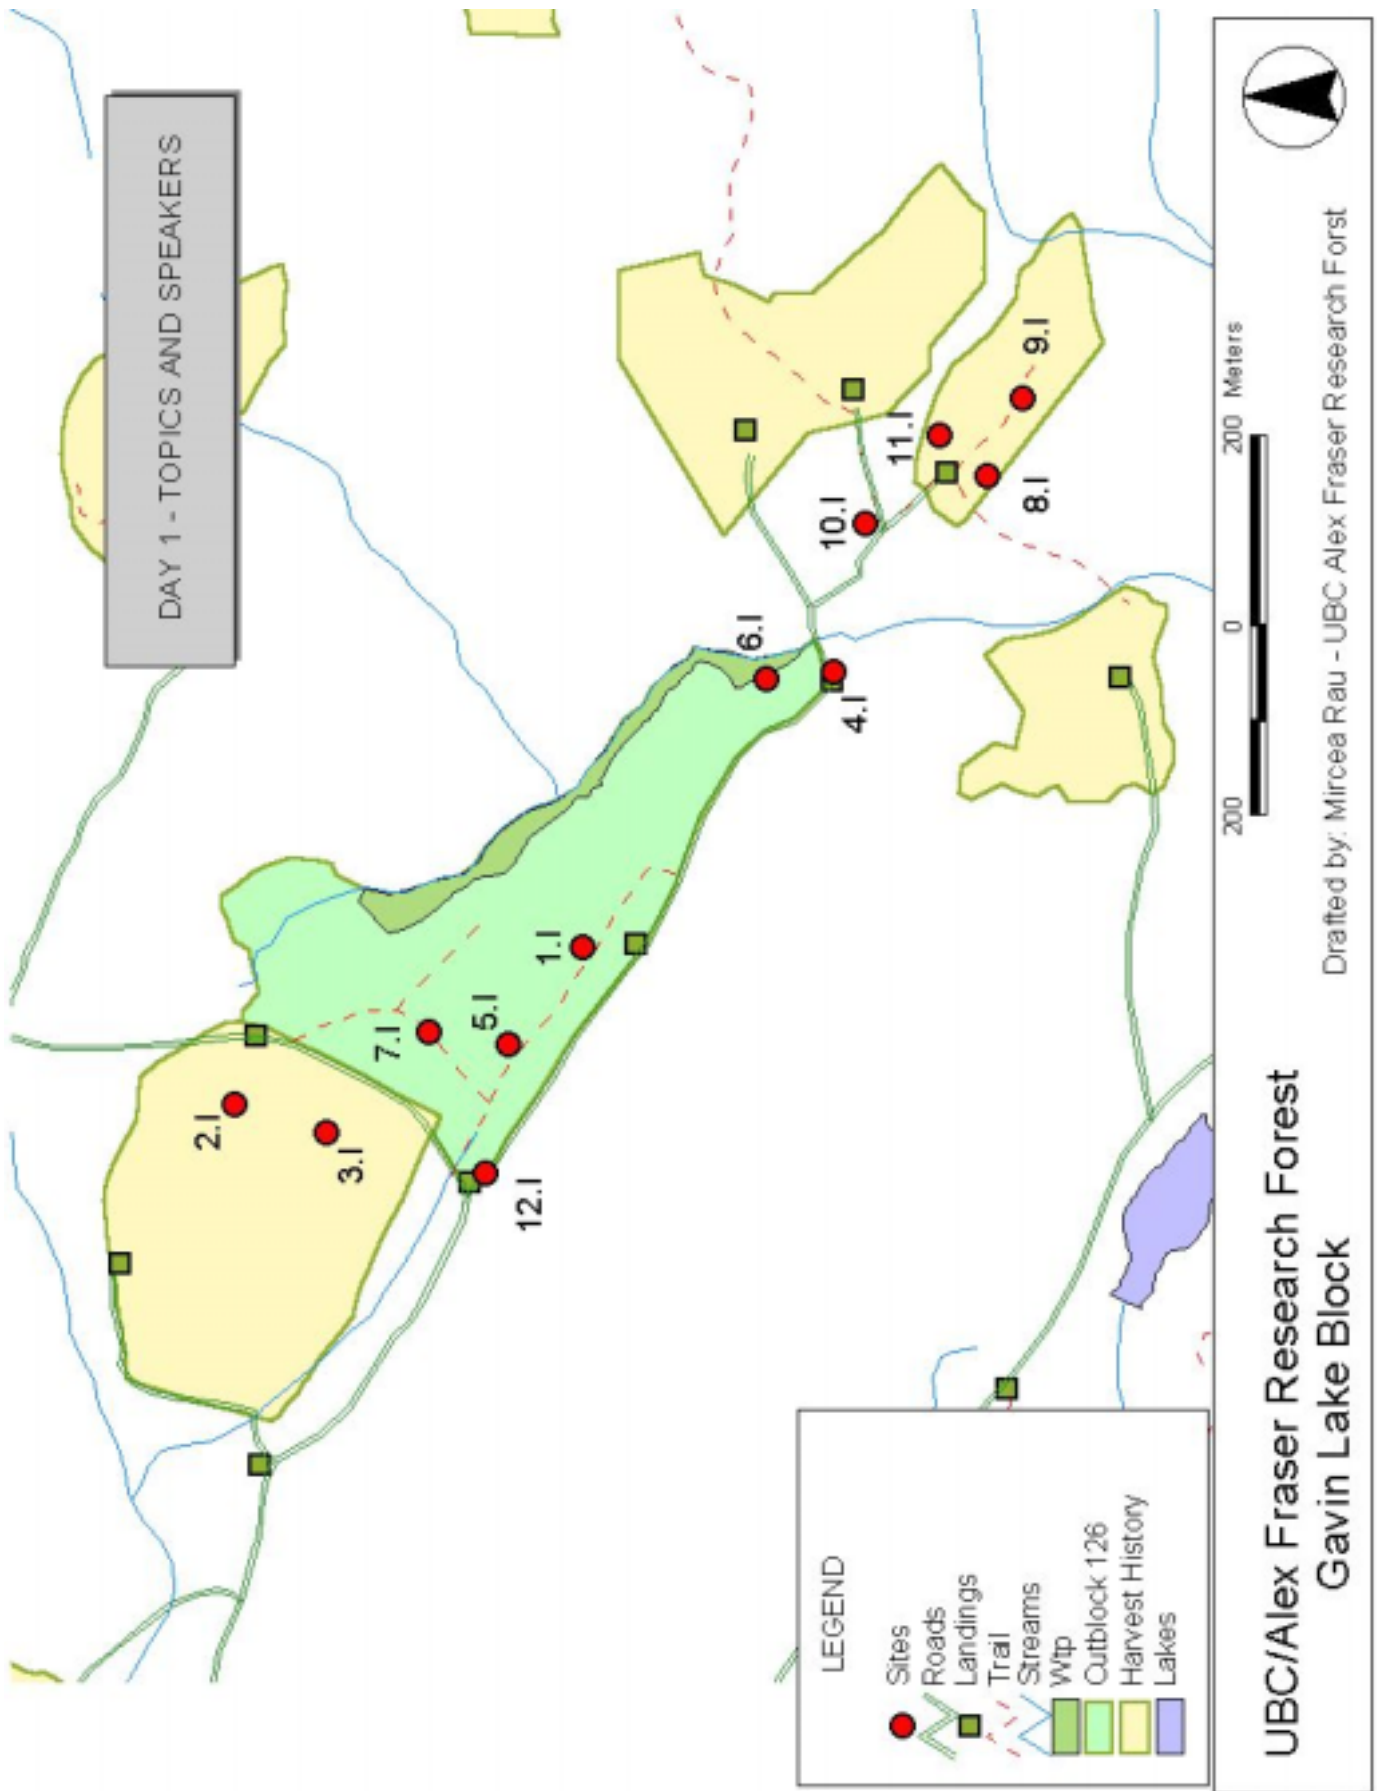 DAY 1 - TOPICS AND SPEAKERS
2.I
3.I
12.I
7.I
5.I
1.I
6.I
4.I
10.I
11.I
8.I
9.I
LEGEND
Sites
Roads
Landings
Trail
Streams
Wtp
Cutblock 126
Harvest History
Lakes
200 0 200 Meters
UBC/Alex Fraser Research Forest
Gavin Lake Block
Drafted by: Mircea Rau - UBC Alex Fraser Research Forst